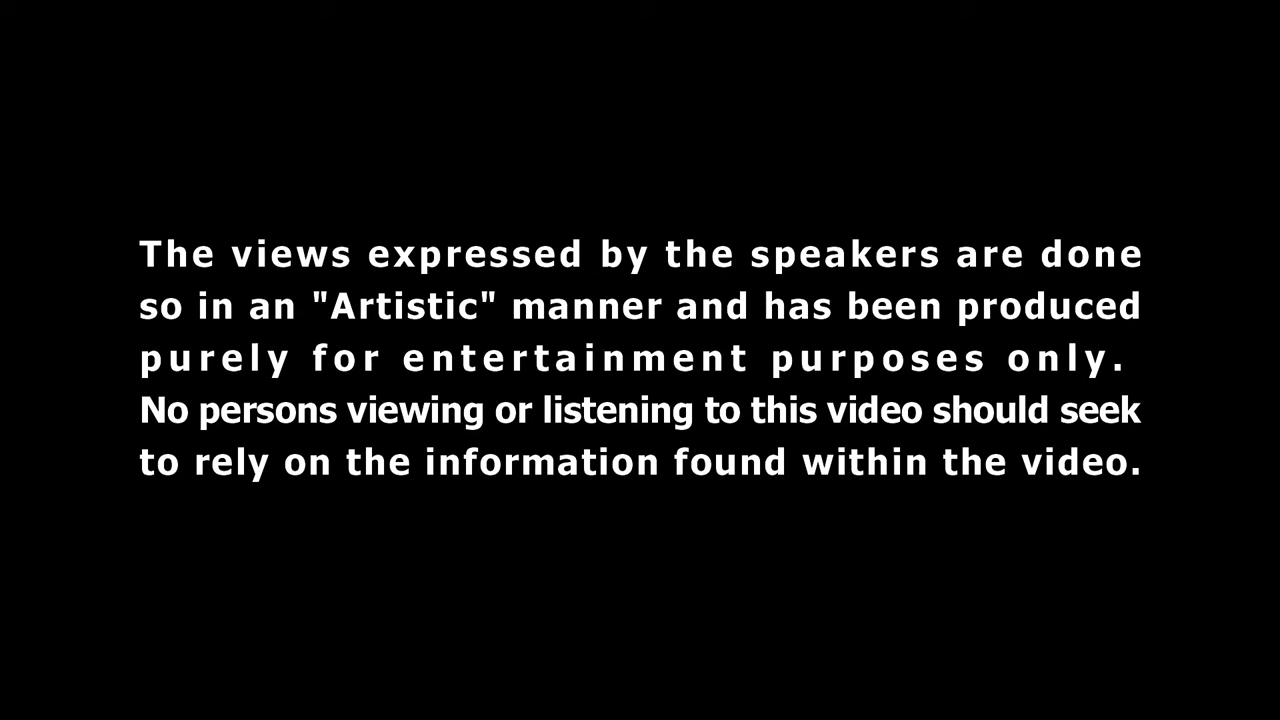 The views expressed by the speakers are done
so in an "Artistic" manner and has been produced
purely for entertainment purposes only.
No persons viewing or listening to this video should seek
to rely on the information found within the video.